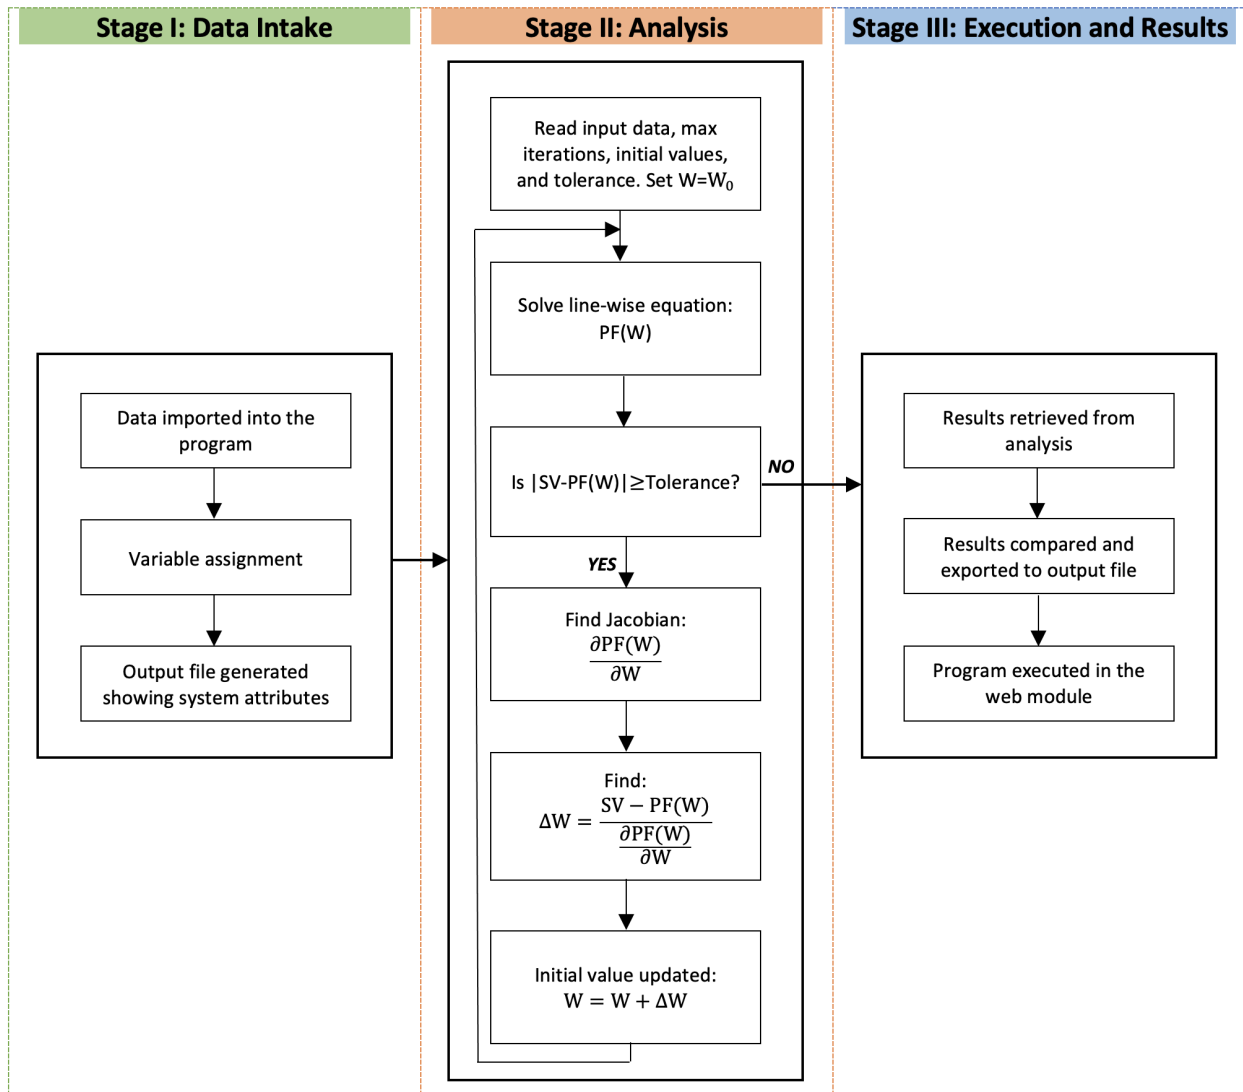 Stage I: Data Intake
Data imported into the
program
Variable assignment
Output file generated
showing system attributes
Stage II: Analysis
Read input data, max
iterations, initial values,
and tolerance. Set W=W₀
Solve line-wise equation:
PF(W)
Is |SV-PF(W)|≥Tolerance?
NO
YES
Find Jacobian:
∂PF(W)
∂W
Find:
SV − PF(W)
ΔW =
∂PF(W)
∂W
Initial value updated:
W = W + ΔW
Stage III: Execution and Results
Results retrieved from
analysis
Results compared and
exported to output file
Program executed in the
web module